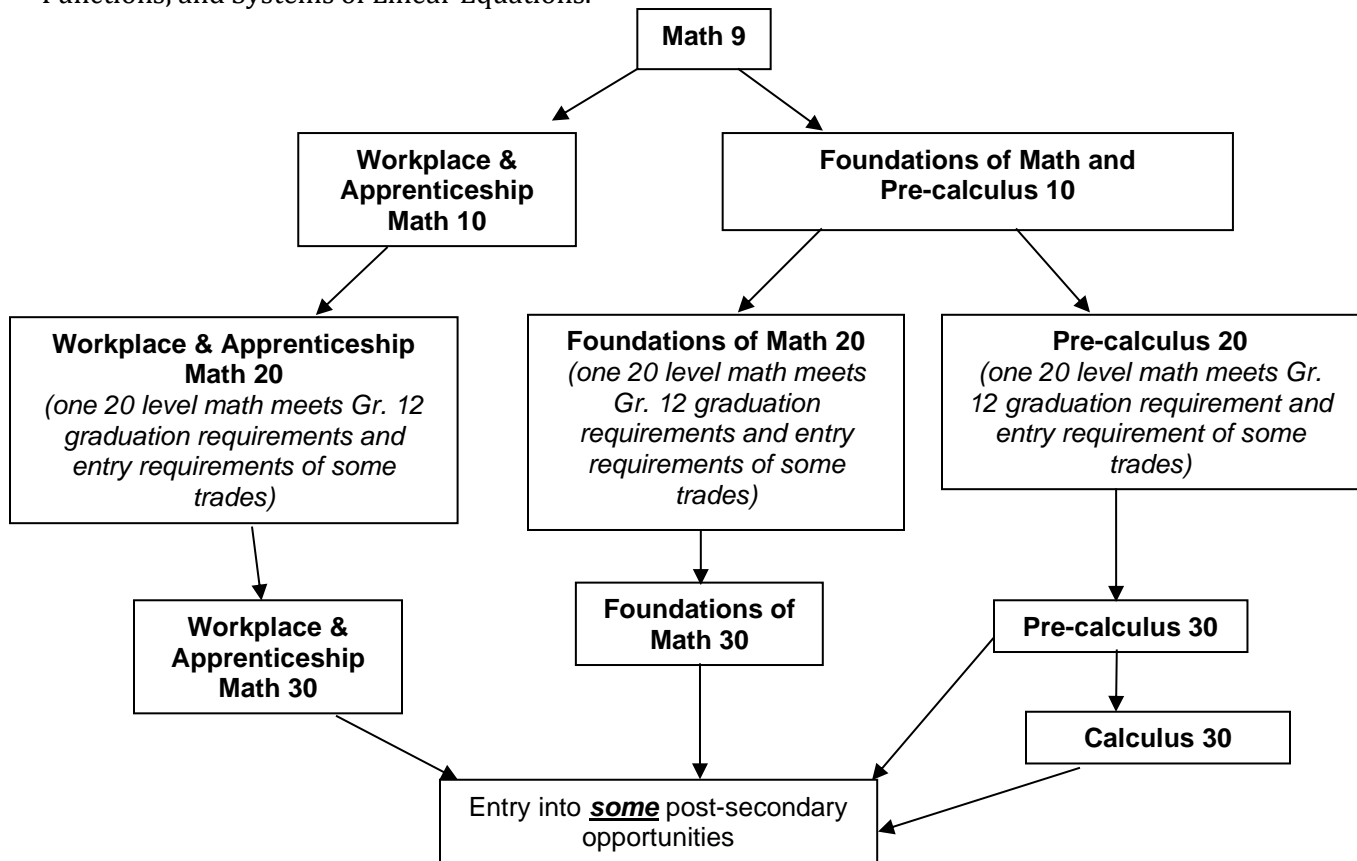 Functions, and Systems of Linear Equations.
Math 9
Workplace &
Apprenticeship
Math 10
Foundations of Math and
Pre-calculus 10
Workplace & Apprenticeship
Math 20
(one 20 level math meets Gr. 12
graduation requirements and
entry requirements of some
trades)
Foundations of Math 20
(one 20 level math meets
Gr. 12 graduation
requirements and entry
requirements of some
trades)
Pre-calculus 20
(one 20 level math meets Gr.
12 graduation requirement and
entry requirement of some
trades)
Workplace &
Apprenticeship
Math 30
Foundations of
Math 30
Pre-calculus 30
Calculus 30
Entry into some post-secondary
opportunities